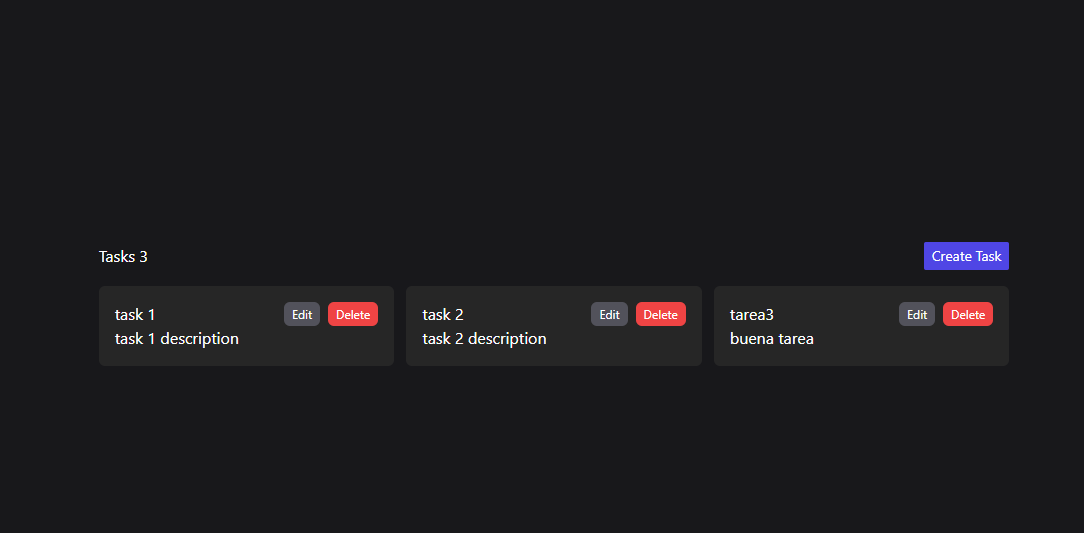 Tasks 3
Create Task
task 1
Edit
Delete
task 1 description
task 2
Edit
Delete
task 2 description
tarea3
Edit
Delete
buena tarea